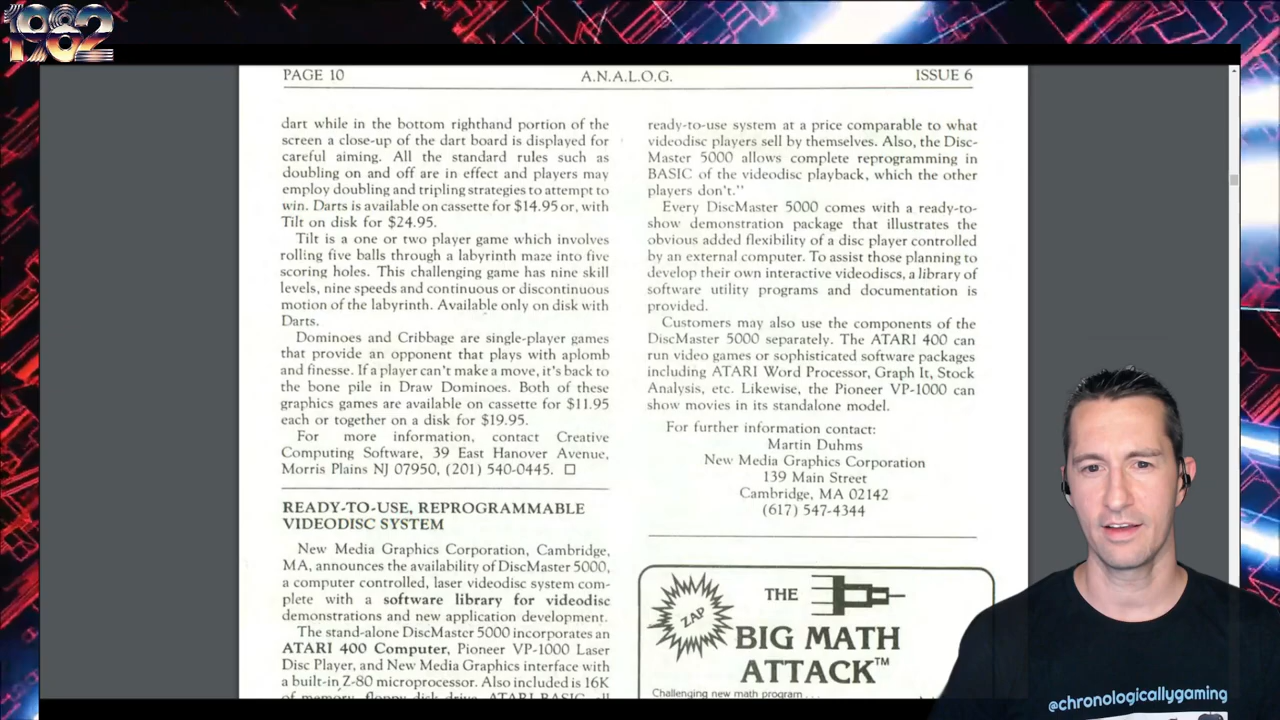 1982
PAGE 10
A.N.A.L.O.G.
ISSUE 6
dart while in the bottom righthand portion of the
screen a close-up of the dart board is displayed for
careful aiming. All the standard rules such as
doubling on and off are in effect and players may
employ doubling and tripling strategies to attempt to
win. Darts is available on cassette for $14.95 or, with
Tilt on disk for $24.95.
Tilt is a one or two player game which involves
rolling five balls through a labyrinth maze into five
scoring holes. This challenging game has nine skill
levels, nine speeds and continuous or discontinuous
motion of the labyrinth. Available only on disk with
Darts.
Dominoes and Cribbage are single-player games
that provide an opponent that plays with aplomb
and finesse. If a player can't make a move, it's back to
the bone pile in Draw Dominoes. Both of these
graphics games are available on cassette for $11.95
each or together on a disk for $19.95.
For more information, contact Creative
Computing Software, 39 East Hanover Avenue,
Morris Plains NJ 07950, (201) 540-0445. □
READY-TO-USE, REPROGRAMMABLE
VIDEODISC SYSTEM
New Media Graphics Corporation, Cambridge,
MA, announces the availability of DiscMaster 5000,
a computer controlled, laser videodisc system com-
plete with a software library for videodisc
demonstrations and new application development.
The stand-alone DiscMaster 5000 incorporates an
ATARI 400 Computer, Pioneer VP-1000 Laser
Disc Player, and New Media Graphics interface with
a built-in Z-80 microprocessor. Also included is 16K
of memory, floppy disk drive, ATARI BASIC, all
ready-to-use system at a price comparable to what
videodisc players sell by themselves. Also, the Disc-
Master 5000 allows complete reprogramming in
BASIC of the videodisc playback, which the other
players don't."
Every DiscMaster 5000 comes with a ready-to-
show demonstration package that illustrates the
obvious added flexibility of a disc player controlled
by an external computer. To assist those planning to
develop their own interactive videodiscs, a library of
software utility programs and documentation is
provided.
Customers may also use the components of the
DiscMaster 5000 separately. The ATARI 400 can
run video games or sophisticated software packages
including ATARI Word Processor, Graph It, Stock
Analysis, etc. Likewise, the Pioneer VP-1000 can
show movies in its standalone model.
For further information contact:
Martin Duhms
New Media Graphics Corporation
139 Main Street
Cambridge, MA 02142
(617) 547-4344
ZAP
THE
BIG MATH
ATTACK™
Challenging new math program . . .
@chronologicallygaming